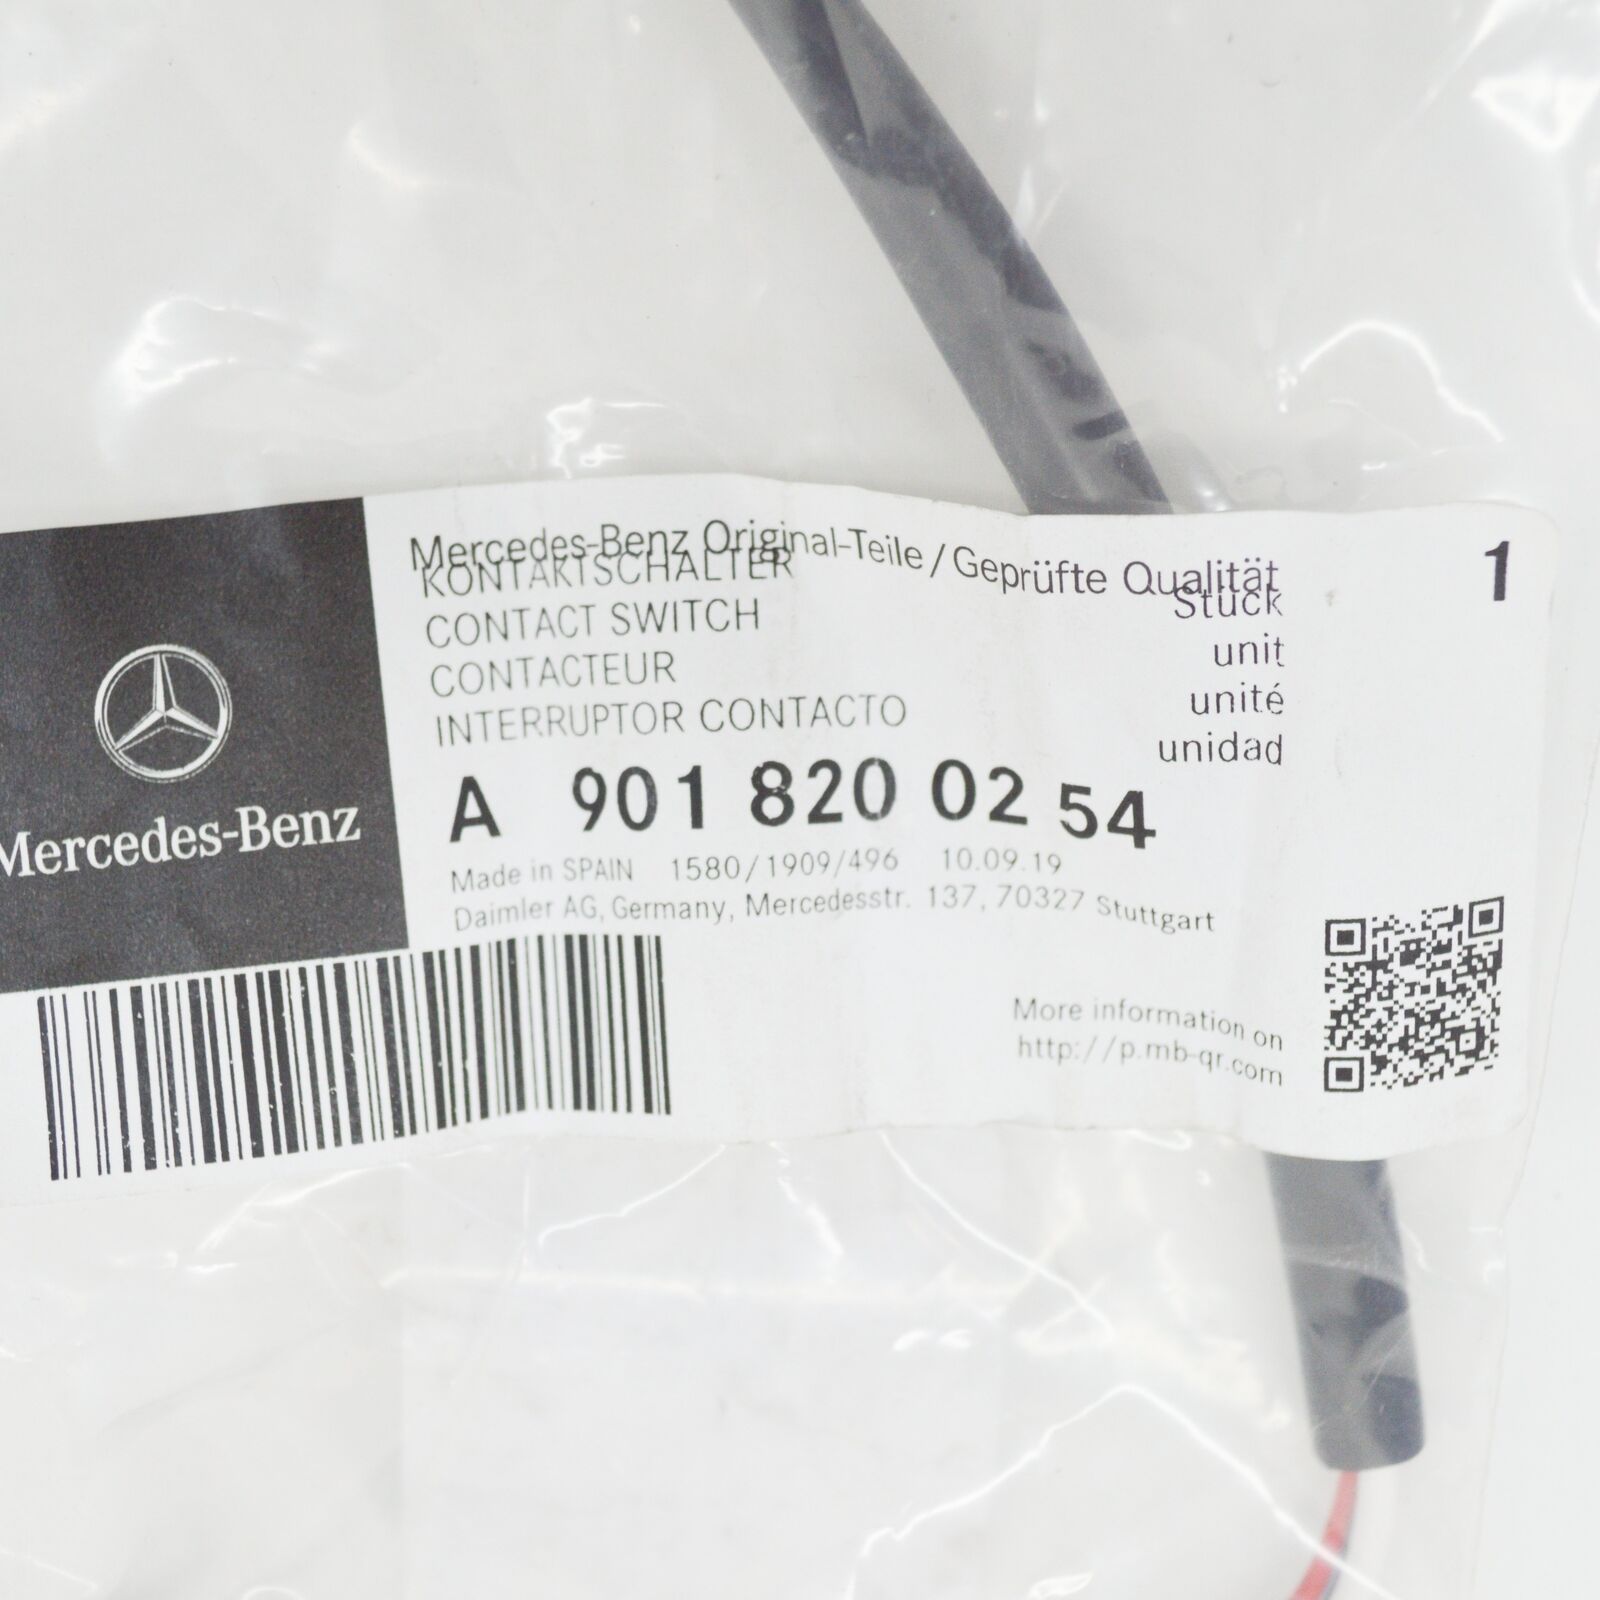 Mercedes-Benz Original-Teile / Geprüfte Qualität
KONTAKTSCHALTER
CONTACT SWITCH
CONTACTEUR
INTERRUPTOR CONTACTO
1
Stück
unit
unité
unidad
A 901 820 02 54
Made in SPAIN 1580/1909/496 10.09.19
Daimler AG, Germany, Mercedesstr. 137, 70327 Stuttgart
Mercedes-Benz
More information on
http://p.mb-qr.com